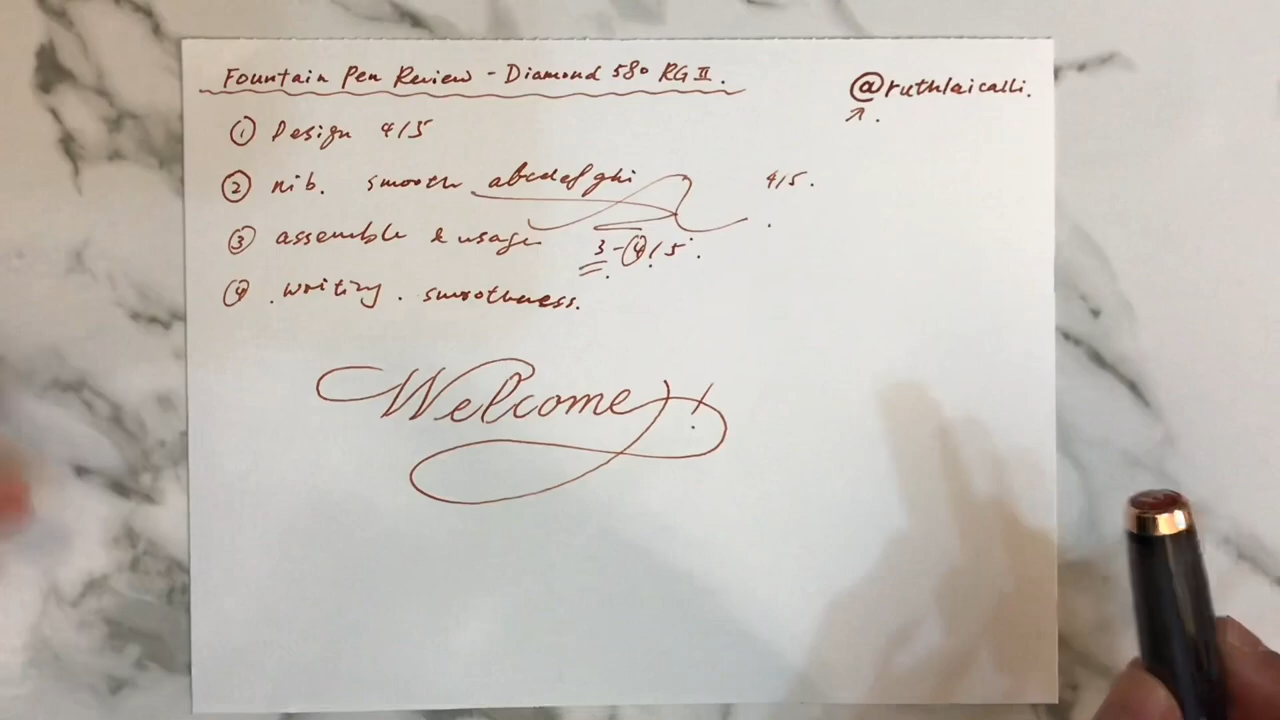 Fountain Pen Review - Diamond 580 RG II.
@ruthlaicalli.
① Design 4/5
② nib. smooth abcdefghi 4/5.
③ assemble & usage 3-④/5.
④ . writing . smoothness.
Welcome!